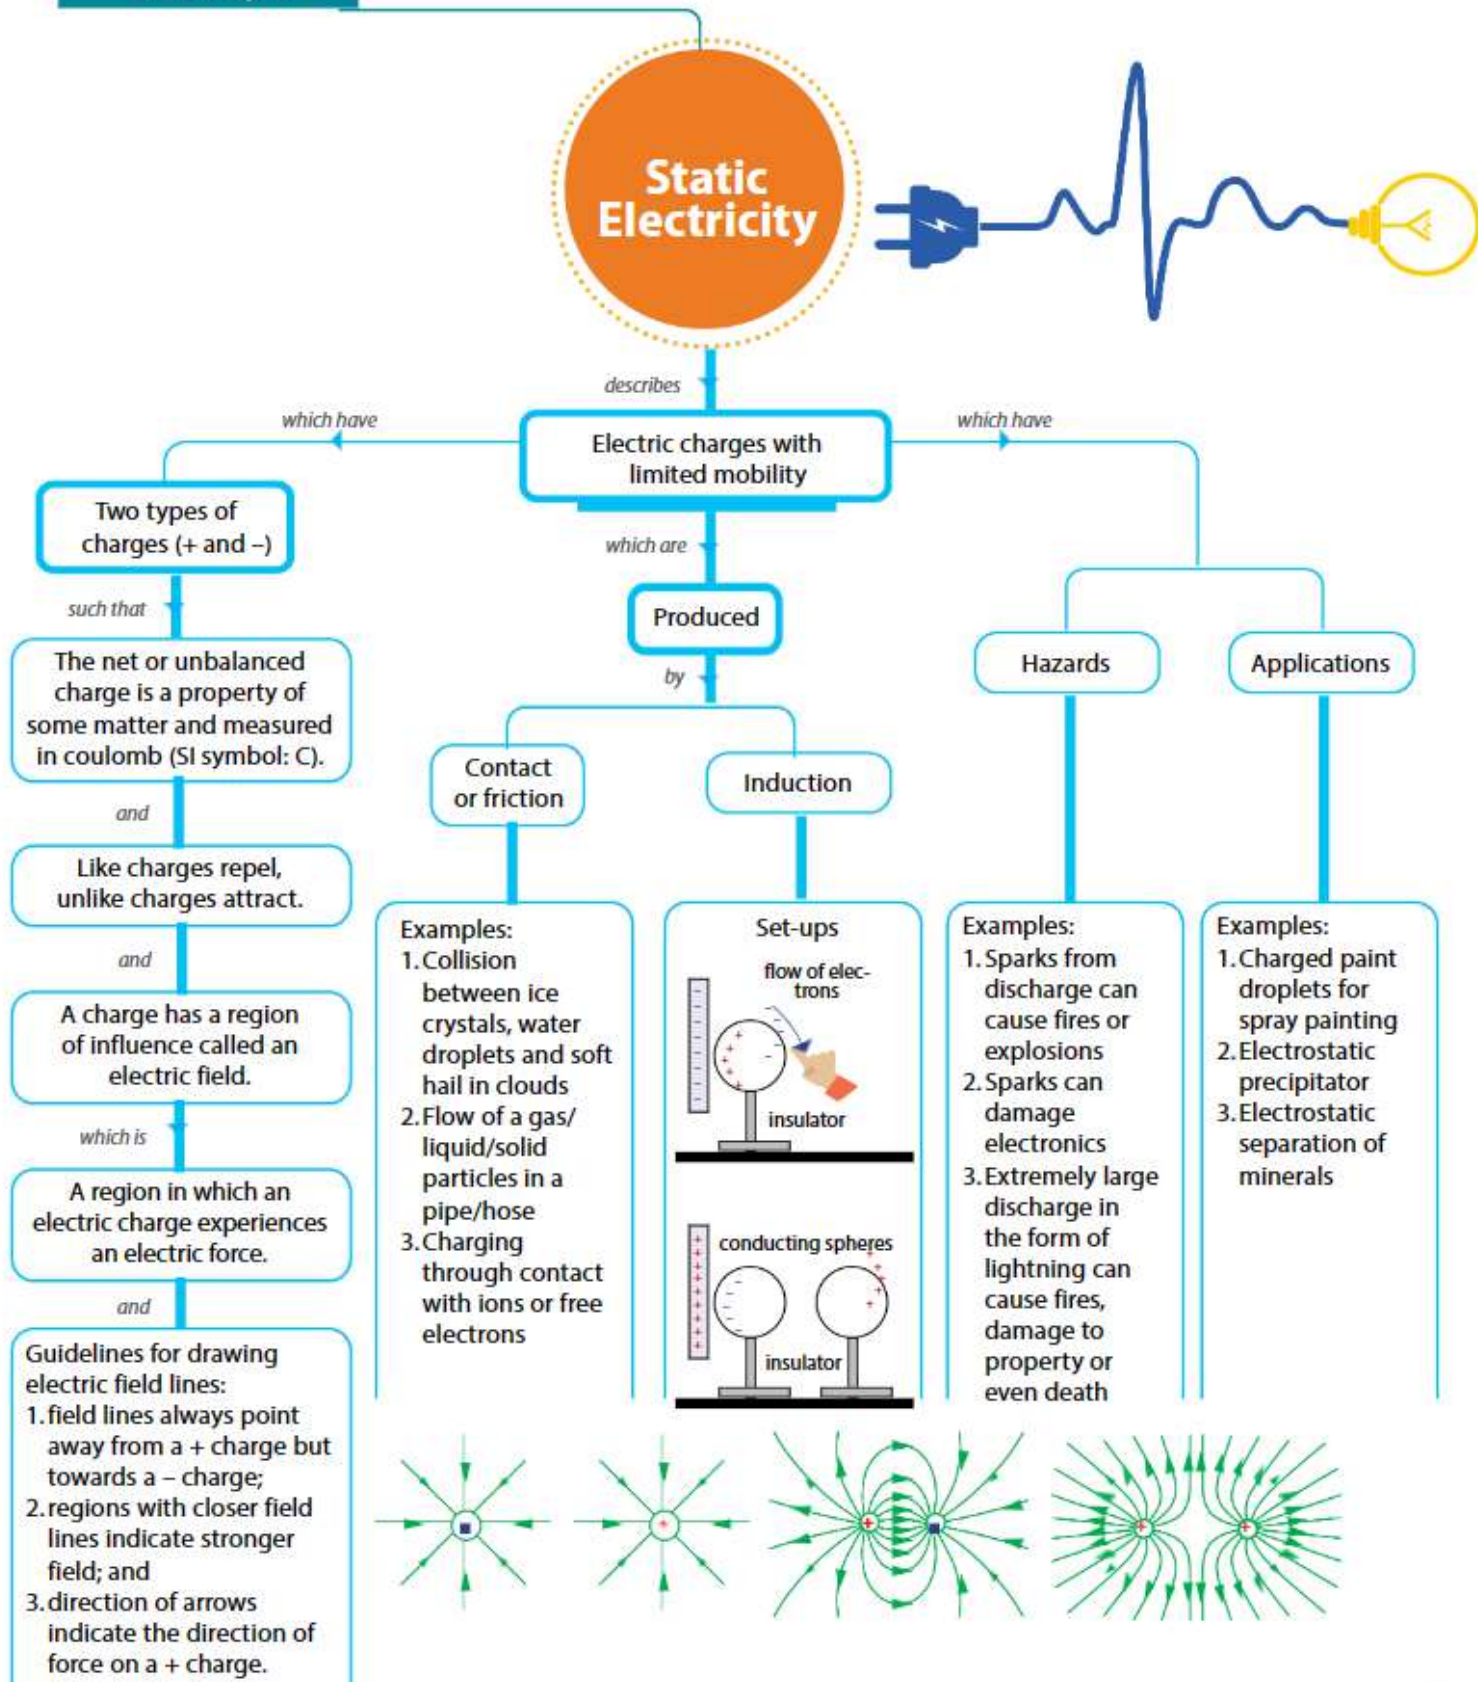 Static
Electricity
describes
which have
which have
Electric charges with
limited mobility
Two types of
charges (+ and –)
such that
The net or unbalanced
charge is a property of
some matter and measured
in coulomb (SI symbol: C).
and
Like charges repel,
unlike charges attract.
and
A charge has a region
of influence called an
electric field.
which is
A region in which an
electric charge experiences
an electric force.
and
Guidelines for drawing
electric field lines:
1. field lines always point
away from a + charge but
towards a – charge;
2. regions with closer field
lines indicate stronger
field; and
3. direction of arrows
indicate the direction of
force on a + charge.
which are
Produced
by
Contact
or friction
Examples:
1. Collision
between ice
crystals, water
droplets and soft
hail in clouds
2. Flow of a gas/
liquid/solid
particles in a
pipe/hose
3. Charging
through contact
with ions or free
electrons
Induction
Set-ups
flow of elec-
trons
insulator
conducting spheres
insulator
Hazards
Examples:
1. Sparks from
discharge can
cause fires or
explosions
2. Sparks can
damage
electronics
3. Extremely large
discharge in
the form of
lightning can
cause fires,
damage to
property or
even death
Applications
Examples:
1. Charged paint
droplets for
spray painting
2. Electrostatic
precipitator
3. Electrostatic
separation of
minerals